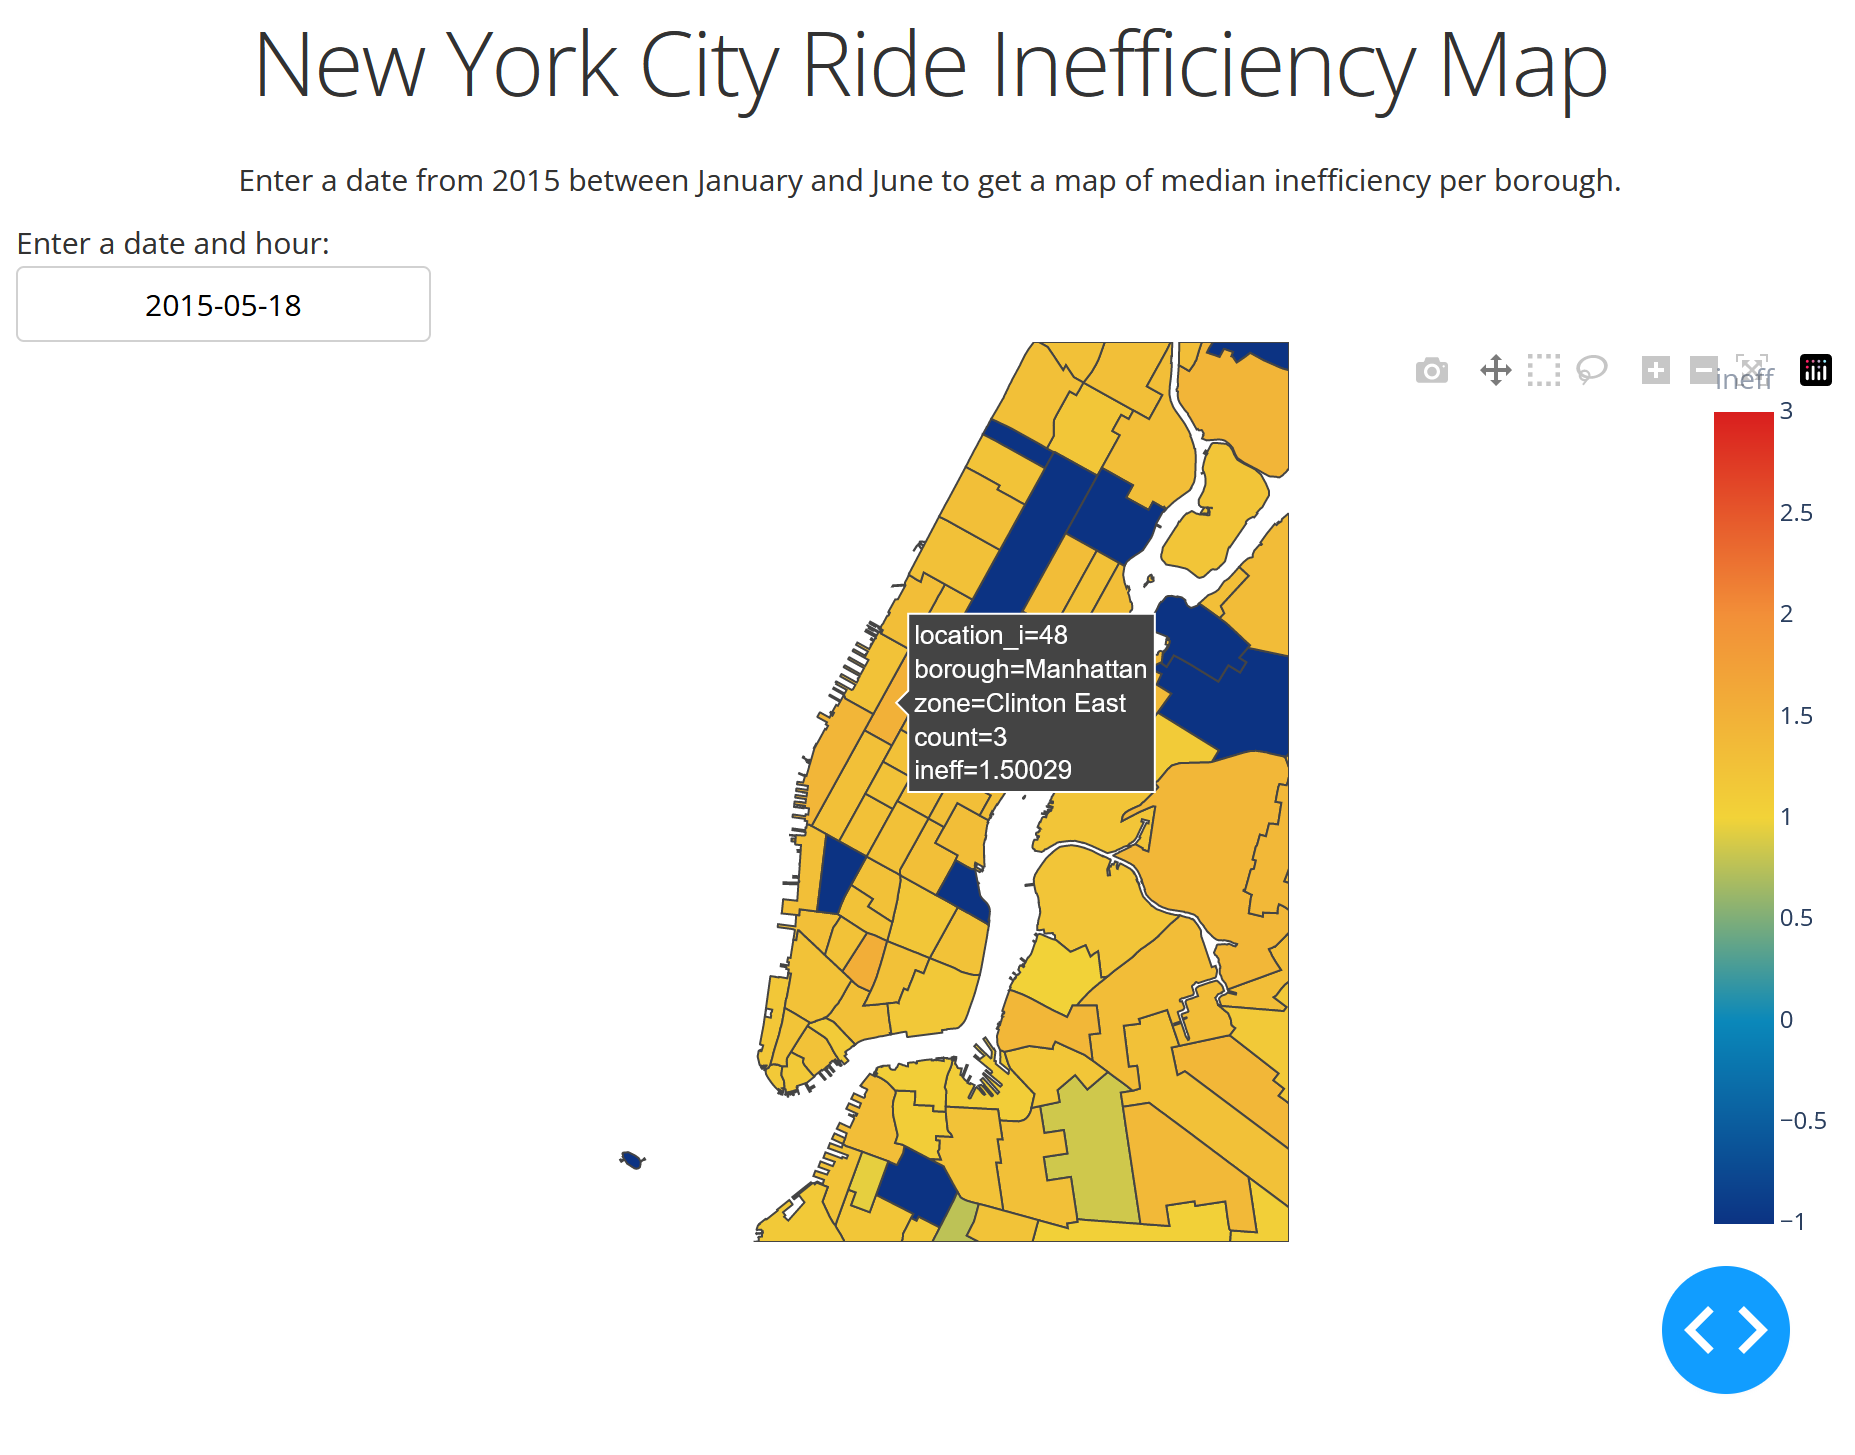 New York City Ride Inefficiency Map
Enter a date from 2015 between January and June to get a map of median inefficiency per borough.
Enter a date and hour:
2015-05-18
ineff
3
2.5
2
1.5
1
0.5
0
−0.5
−1
location_i=48
borough=Manhattan
zone=Clinton East
count=3
ineff=1.50029